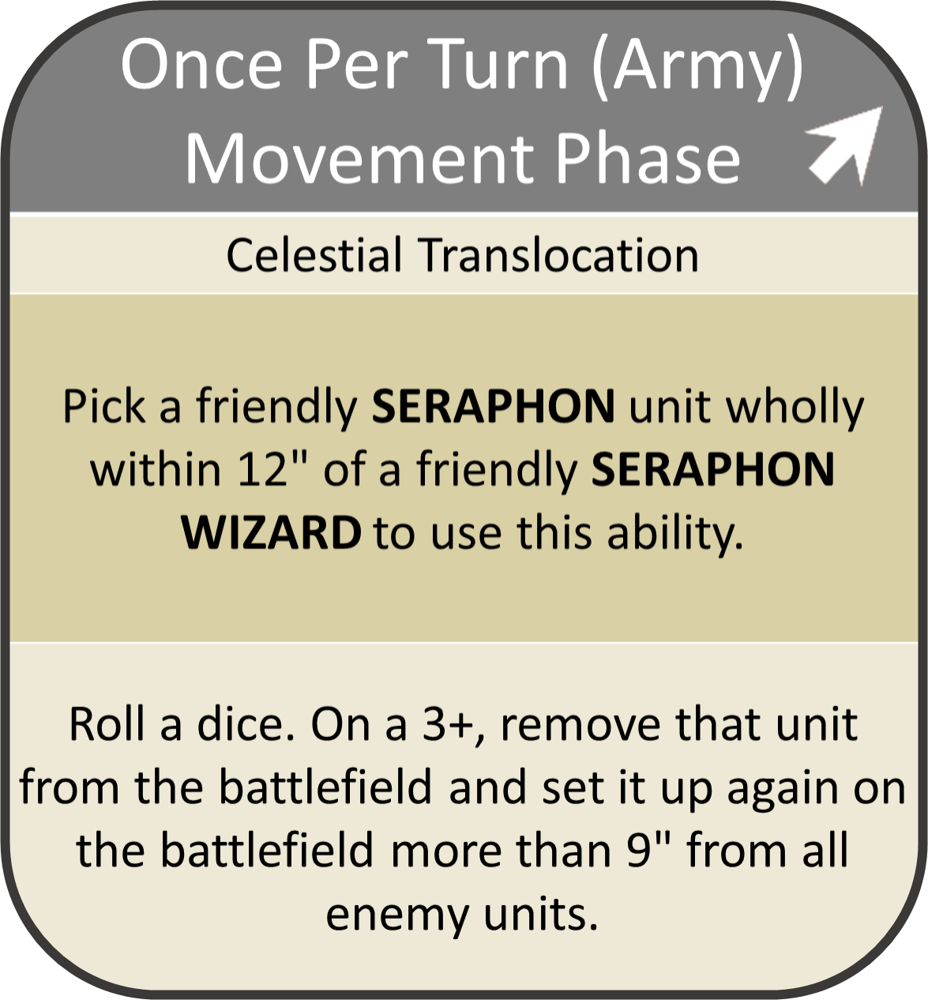 Once Per Turn (Army)
Movement Phase
Celestial Translocation
Pick a friendly SERAPHON unit wholly
within 12" of a friendly SERAPHON
WIZARD to use this ability.
Roll a dice. On a 3+, remove that unit
from the battlefield and set it up again on
the battlefield more than 9" from all
enemy units.